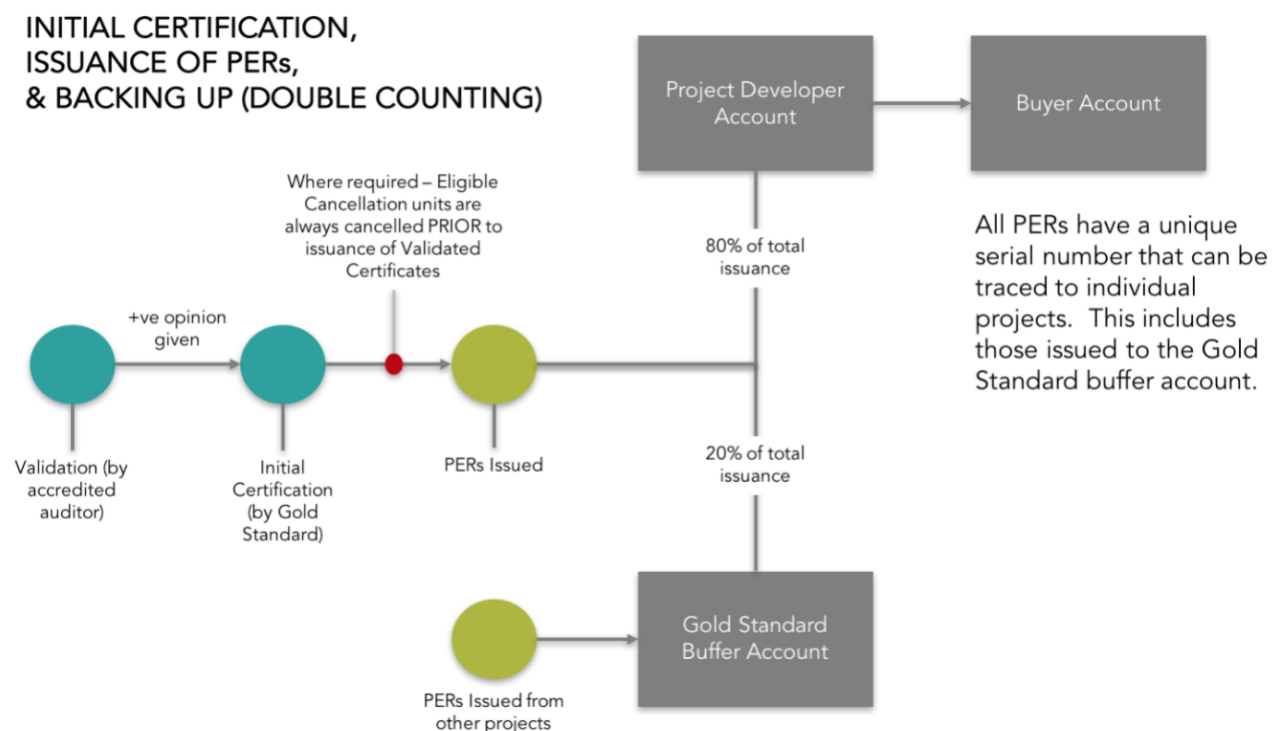 INITIAL CERTIFICATION,
ISSUANCE OF PERs,
& BACKING UP (DOUBLE COUNTING)
Project Developer
Account
Buyer Account
Where required – Eligible
Cancellation units are
always cancelled PRIOR to
issuance of Validated
Certificates
80% of total
issuance
All PERs have a unique
serial number that can be
traced to individual
projects.  This includes
those issued to the Gold
Standard buffer account.
+ve opinion
given
Validation (by
accredited
auditor)
Initial
Certification
(by Gold
Standard)
PERs Issued
20% of total
issuance
Gold Standard
Buffer Account
PERs Issued from
other projects